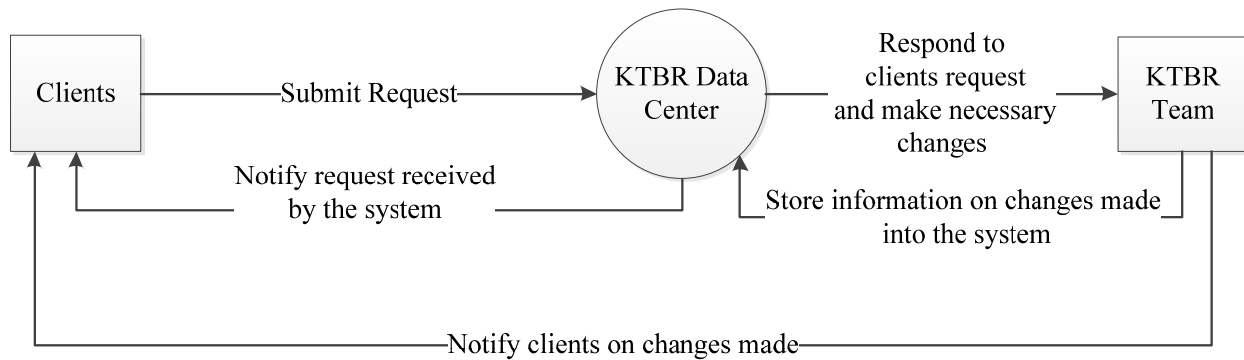 Clients
Submit Request
KTBR Data
Center
Respond to
clients request
and make necessary
changes
KTBR
Team
Notify request received
by the system
Store information on changes made
into the system
Notify clients on changes made